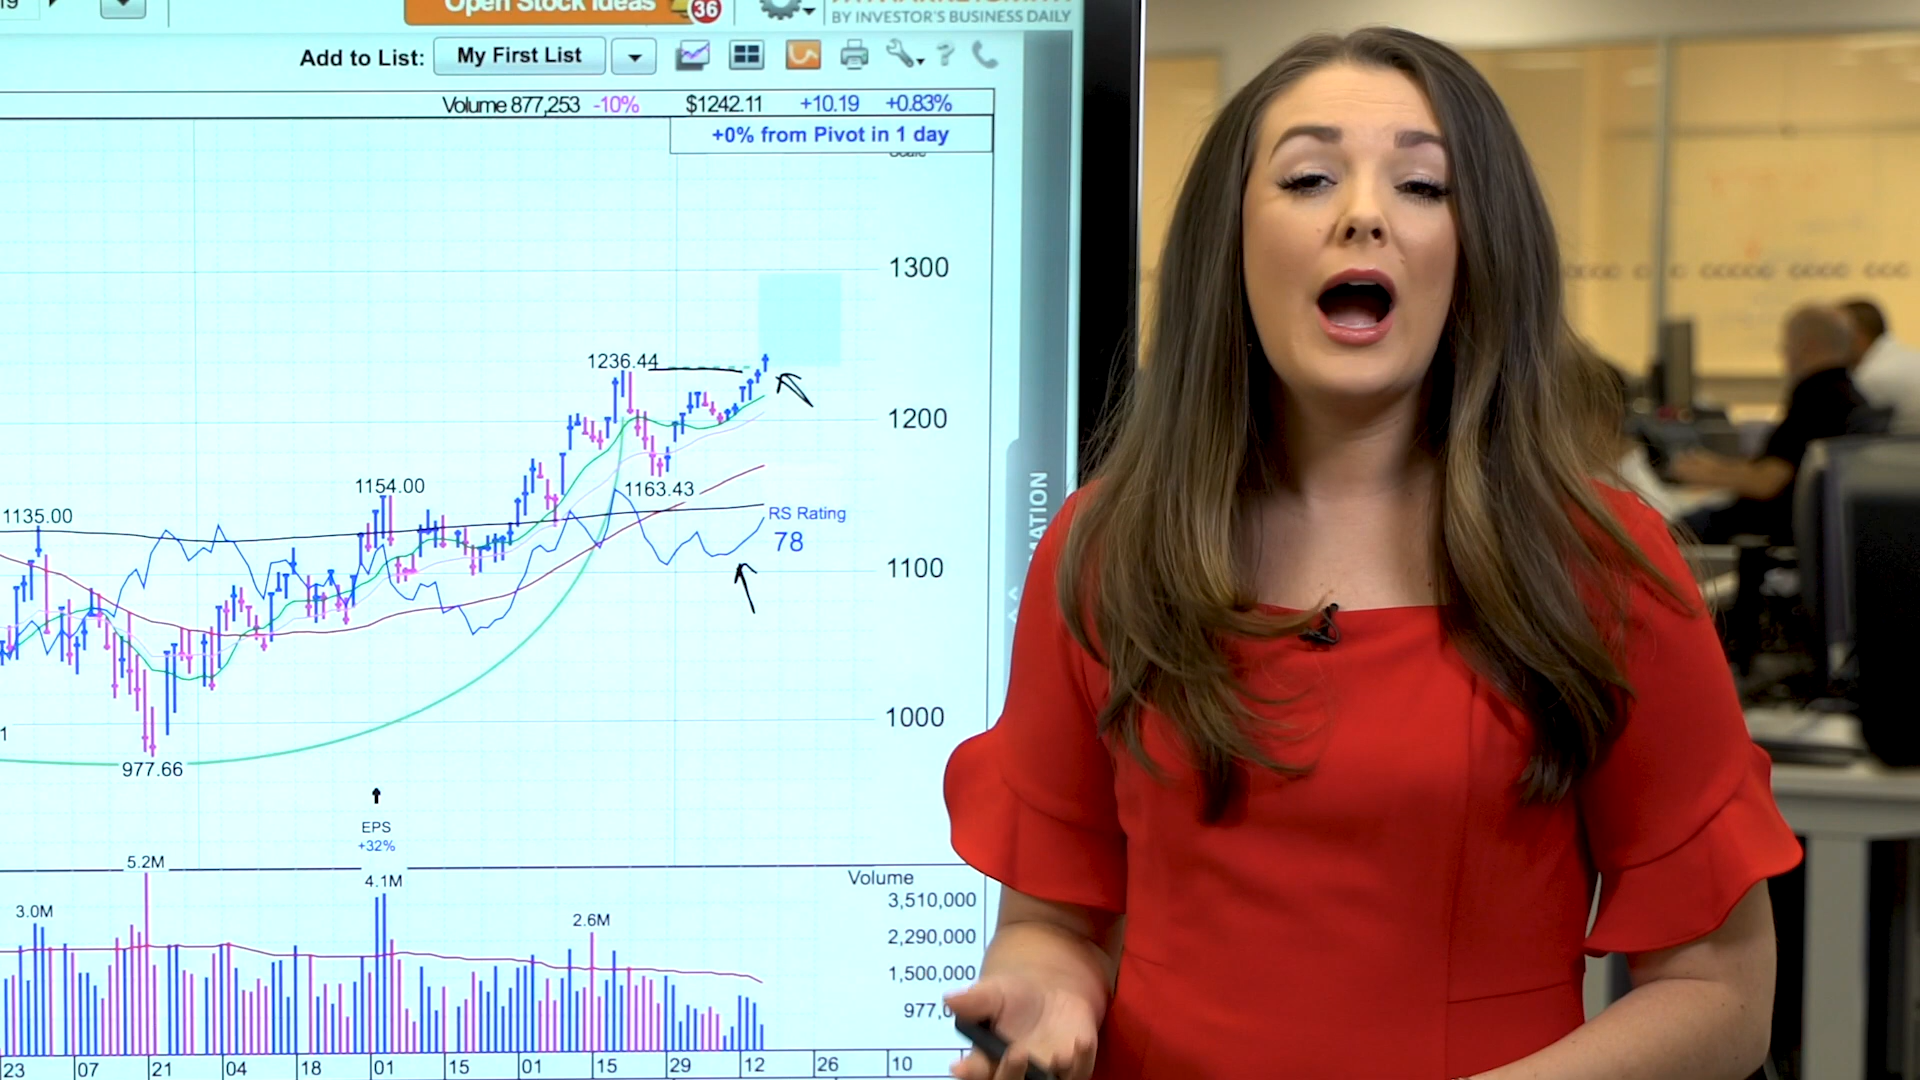 Open Stock Ideas 36
BY INVESTOR'S BUSINESS DAILY
Add to List: My First List
Volume 877,253 -10% $1242.11 +10.19 +0.83%
+0% from Pivot in 1 day
1300
1236.44
1200
1154.00
1163.43
1135.00
RS Rating
78
1100
1000
977.66
EPS
+32%
5.2M
4.1M
Volume
3,510,000
3.0M
2.6M
2,290,000
1,500,000
23 07 21 04 18 01 15 01 15 29 12 26 10